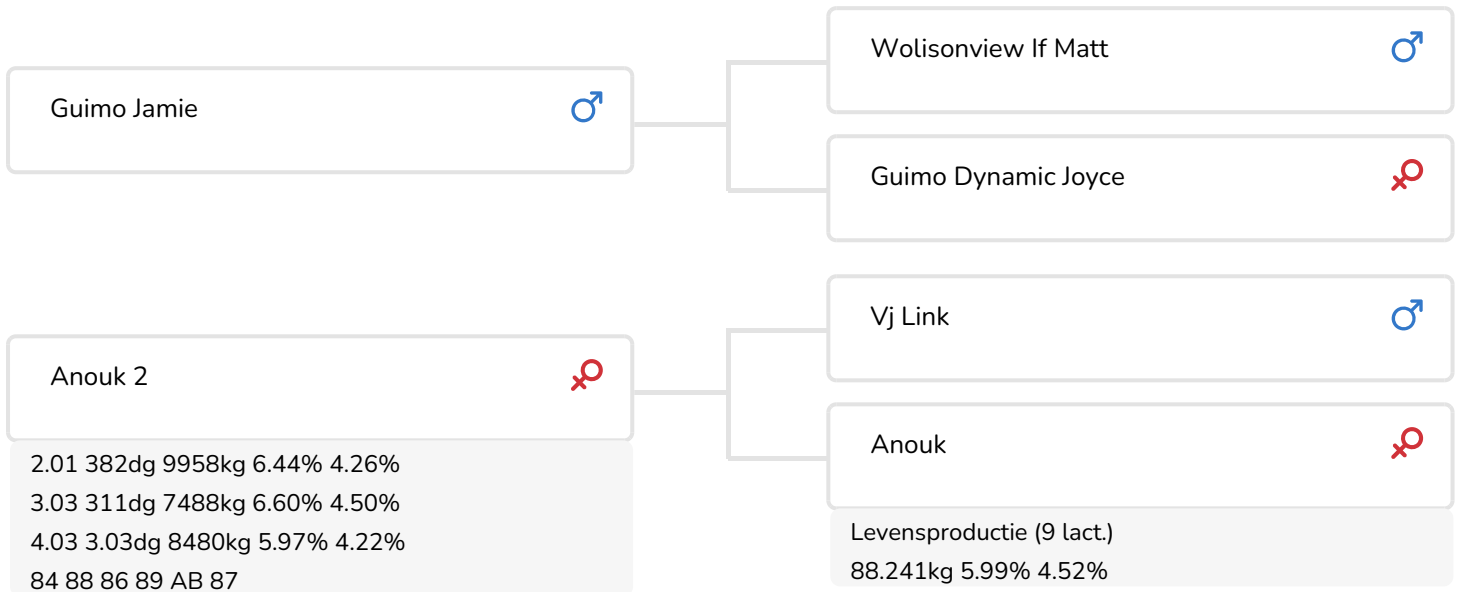 Guimo Jamie
Wolisonview If Matt
Guimo Dynamic Joyce
Anouk 2
2.01 382dg 9958kg 6.44% 4.26%
3.03 311dg 7488kg 6.60% 4.50%
4.03 3.03dg 8480kg 5.97% 4.22%
84 88 86 89 AB 87
Vj Link
Anouk
Levensproductie (9 lact.)
88.241kg 5.99% 4.52%